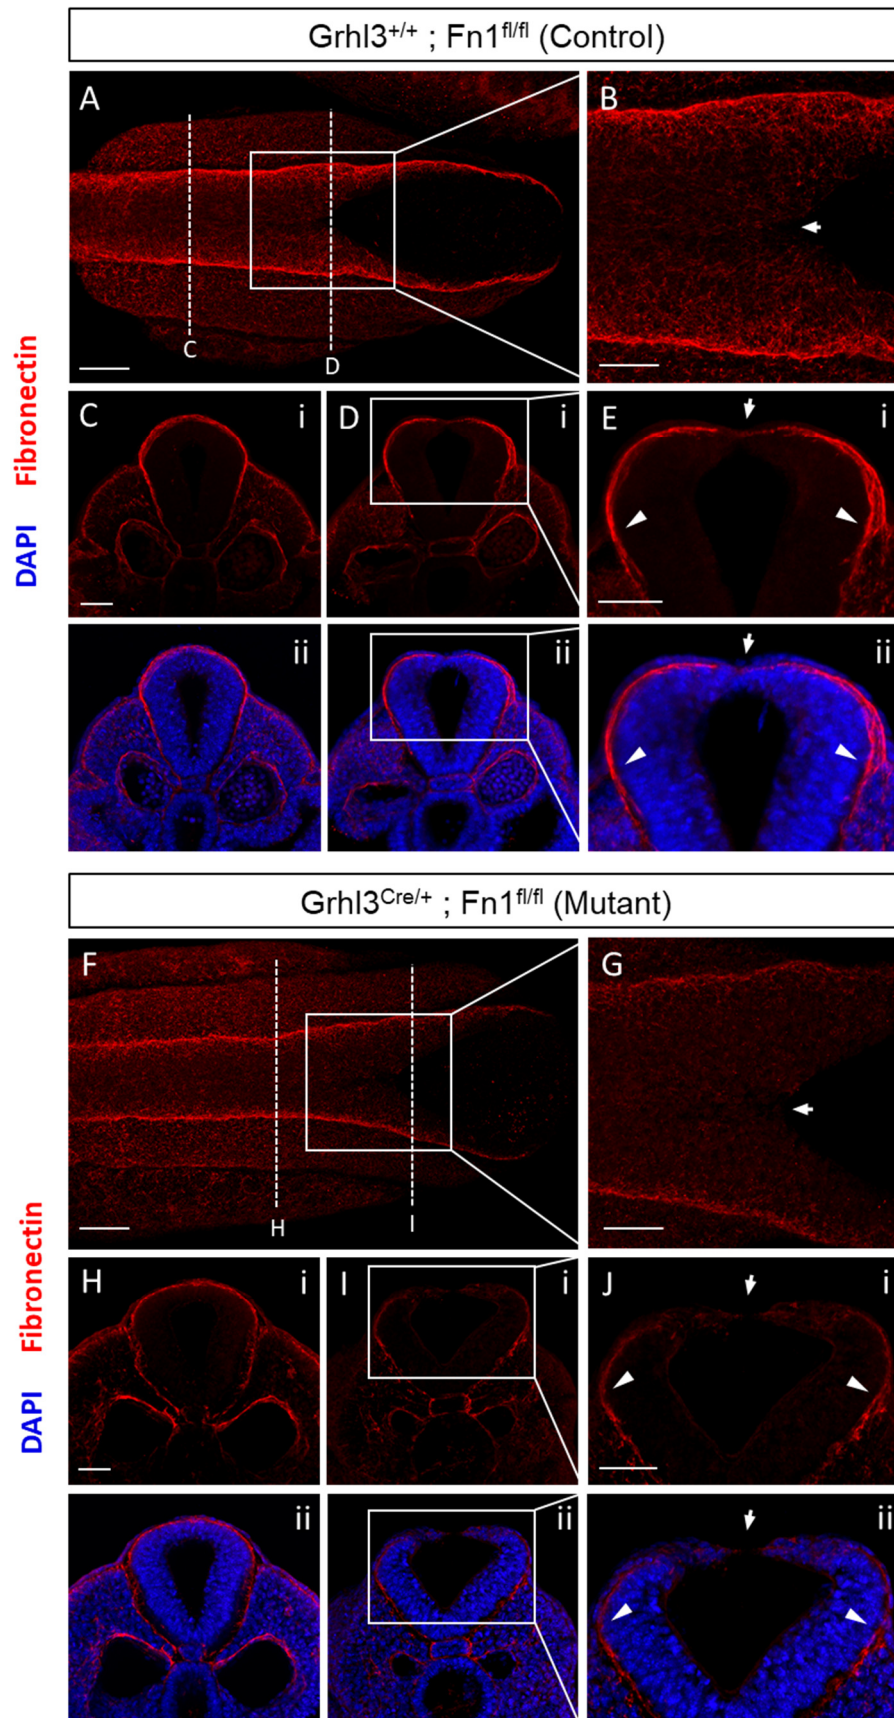 Grhl3+/+ ; Fn1fl/fl (Control)
A
B
C
D
DAPI Fibronectin
C
i
D
i
E
i
ii
ii
ii
Grhl3Cre/+ ; Fn1fl/fl (Mutant)
F
G
H
I
DAPI Fibronectin
H
i
I
i
J
i
ii
ii
ii